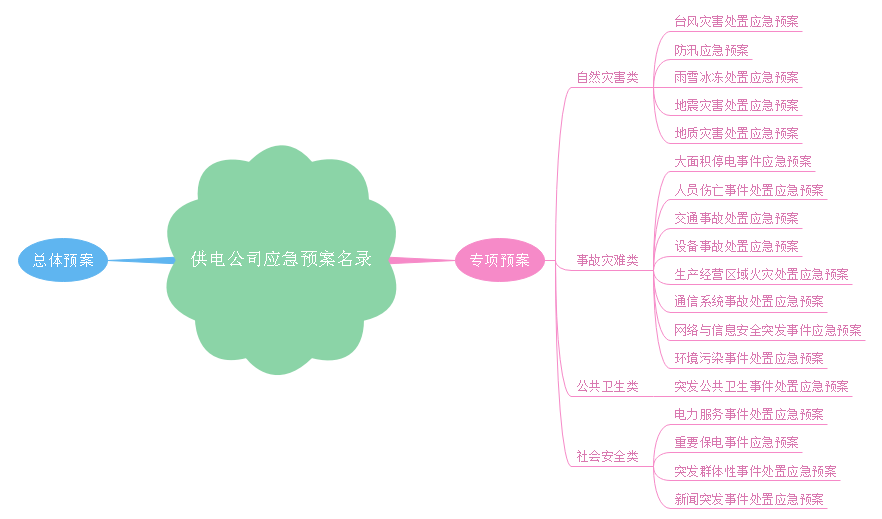 供电公司应急预案名录
总体预案
专项预案
自然灾害类
台风灾害处置应急预案
防汛应急预案
雨雪冰冻处置应急预案
地震灾害处置应急预案
地质灾害处置应急预案
事故灾难类
大面积停电事件应急预案
人员伤亡事件处置应急预案
交通事故处置应急预案
设备事故处置应急预案
生产经营区域火灾处置应急预案
通信系统事故处置应急预案
网络与信息安全突发事件应急预案
环境污染事件处置应急预案
公共卫生类
突发公共卫生事件处置应急预案
社会安全类
电力服务事件处置应急预案
重要保电事件应急预案
突发群体性事件处置应急预案
新闻突发事件处置应急预案